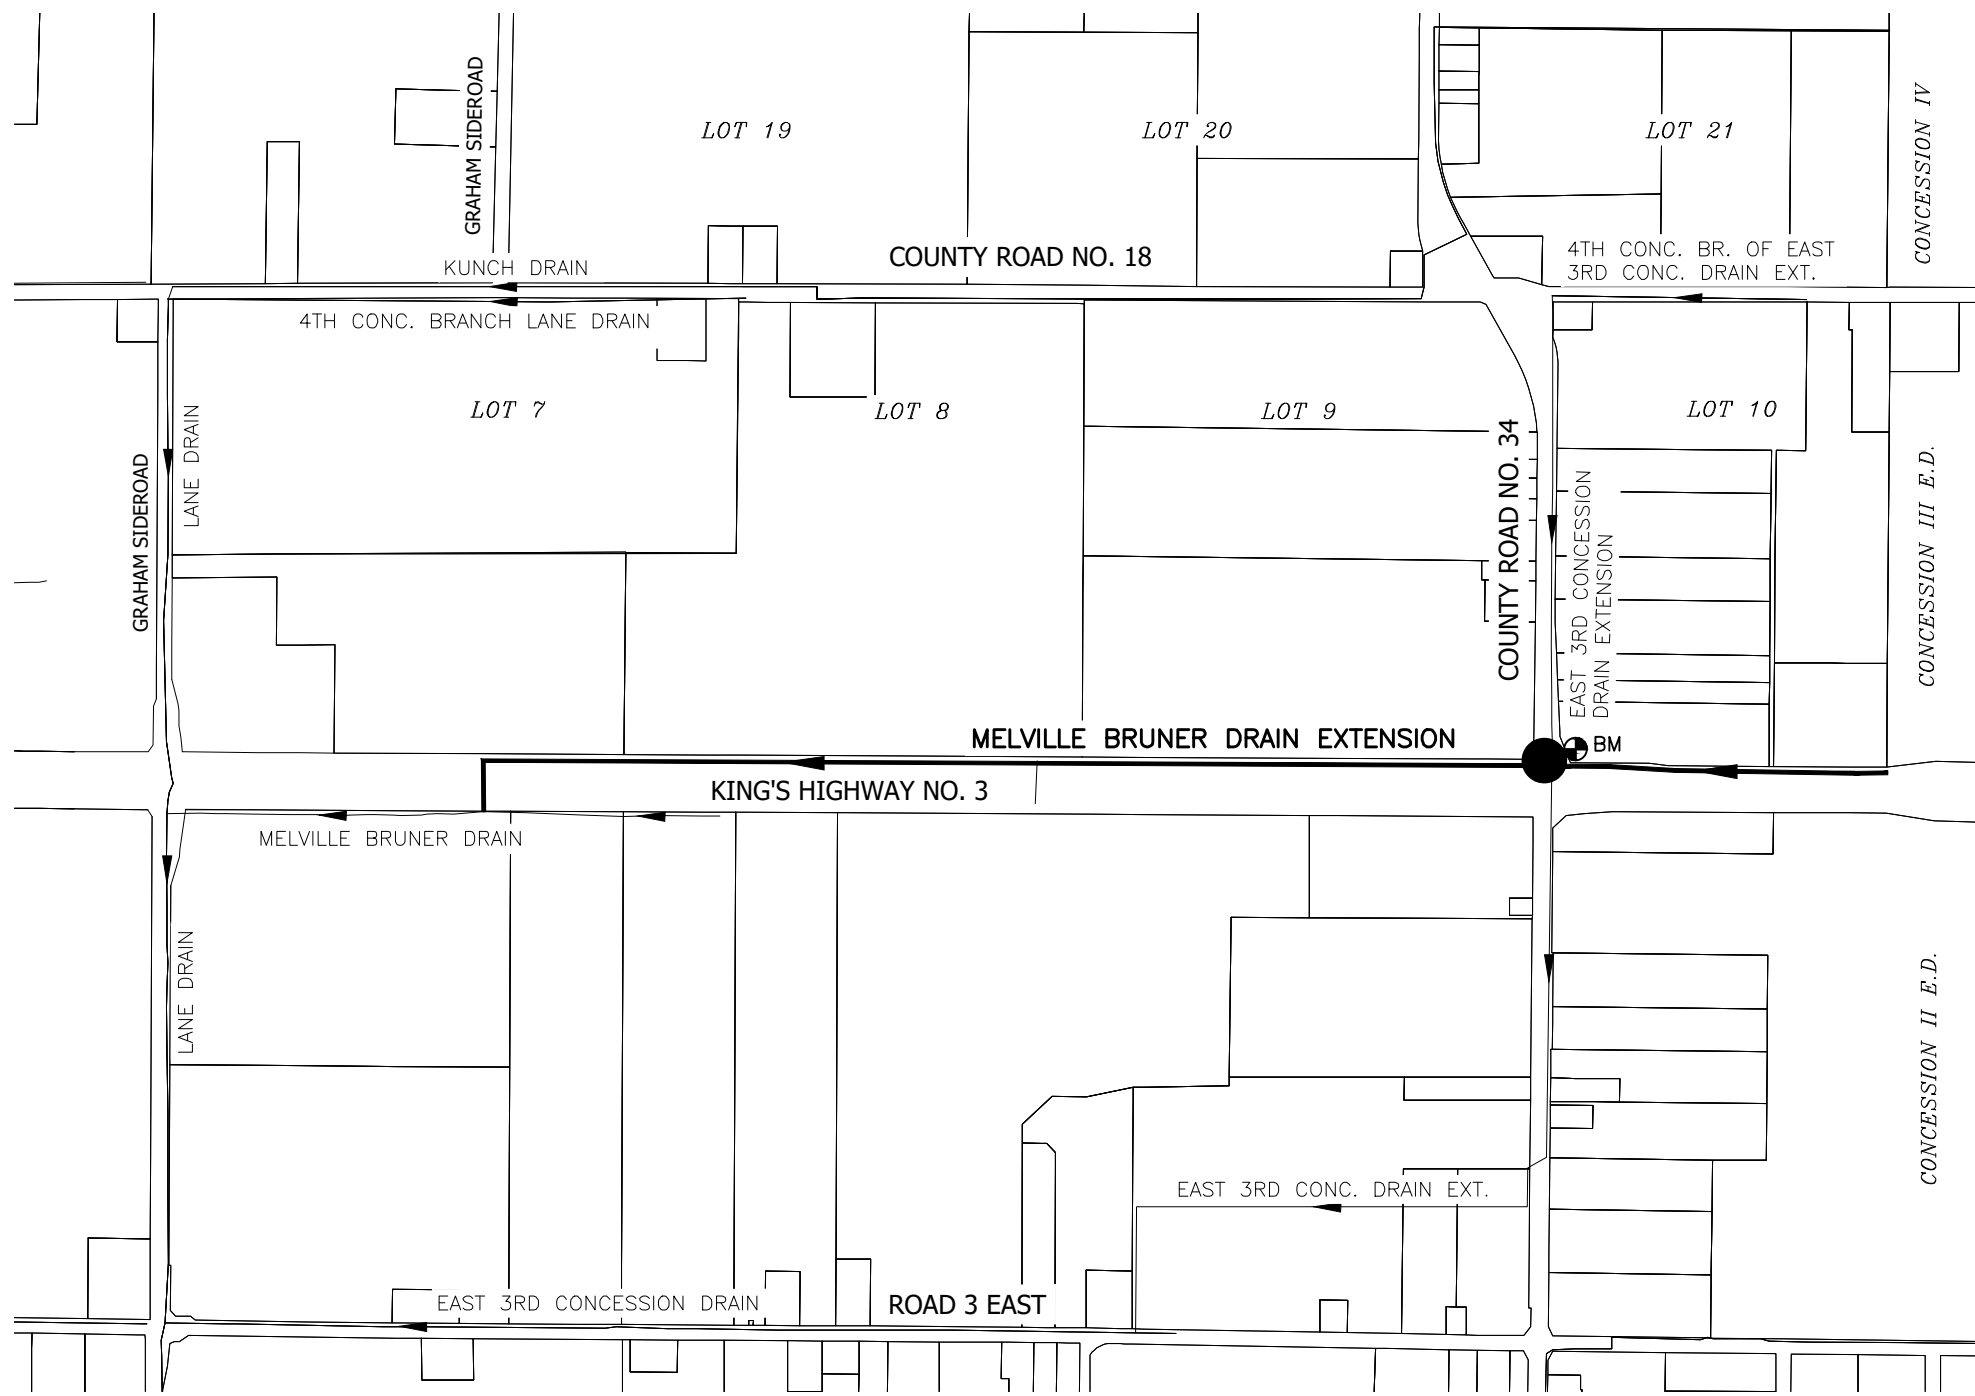 GRAHAM SIDEROAD
LOT 19
LOT 20
LOT 21
CONCESSION IV
COUNTY ROAD NO. 18
4TH CONC. BR. OF EAST
3RD CONC. DRAIN EXT.
KUNCH DRAIN
4TH CONC. BRANCH LANE DRAIN
LOT 7
LOT 8
LOT 9
LOT 10
LANE DRAIN
GRAHAM SIDEROAD
COUNTY ROAD NO. 34
EAST 3RD CONCESSION
DRAIN EXTENSION
CONCESSION III E.D.
MELVILLE BRUNER DRAIN EXTENSION
BM
KING'S HIGHWAY NO. 3
MELVILLE BRUNER DRAIN
LANE DRAIN
CONCESSION II E.D.
EAST 3RD CONC. DRAIN EXT.
EAST 3RD CONCESSION DRAIN
ROAD 3 EAST